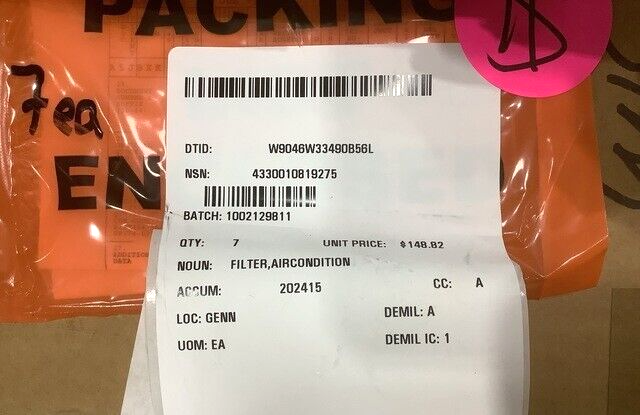 PACKING
7ea
EN
DTID: W9046W33490B56L
NSN: 4330010819275
BATCH: 1002129811
QTY: 7 UNIT PRICE: $148.82
NOUN: FILTER,AIRCONDITION
ACCUM: 202415 CC: A
LOC: GENN DEMIL: A
UOM: EA DEMIL IC: 1